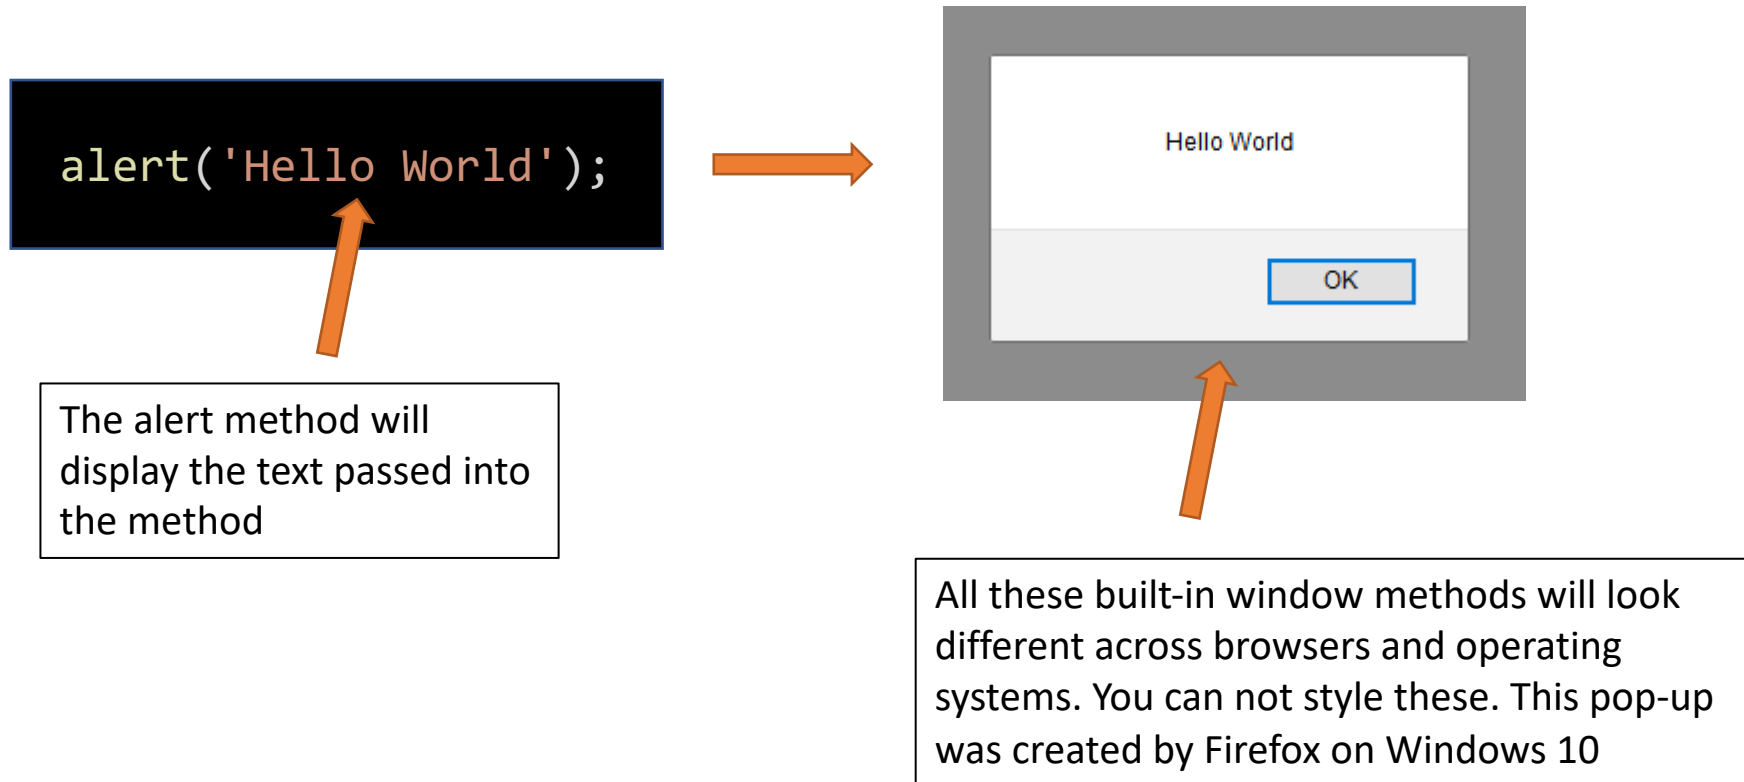 alert('Hello World');
Hello World
OK
The alert method will
display the text passed into
the method
All these built-in window methods will look
different across browsers and operating
systems. You can not style these. This pop-up
was created by Firefox on Windows 10